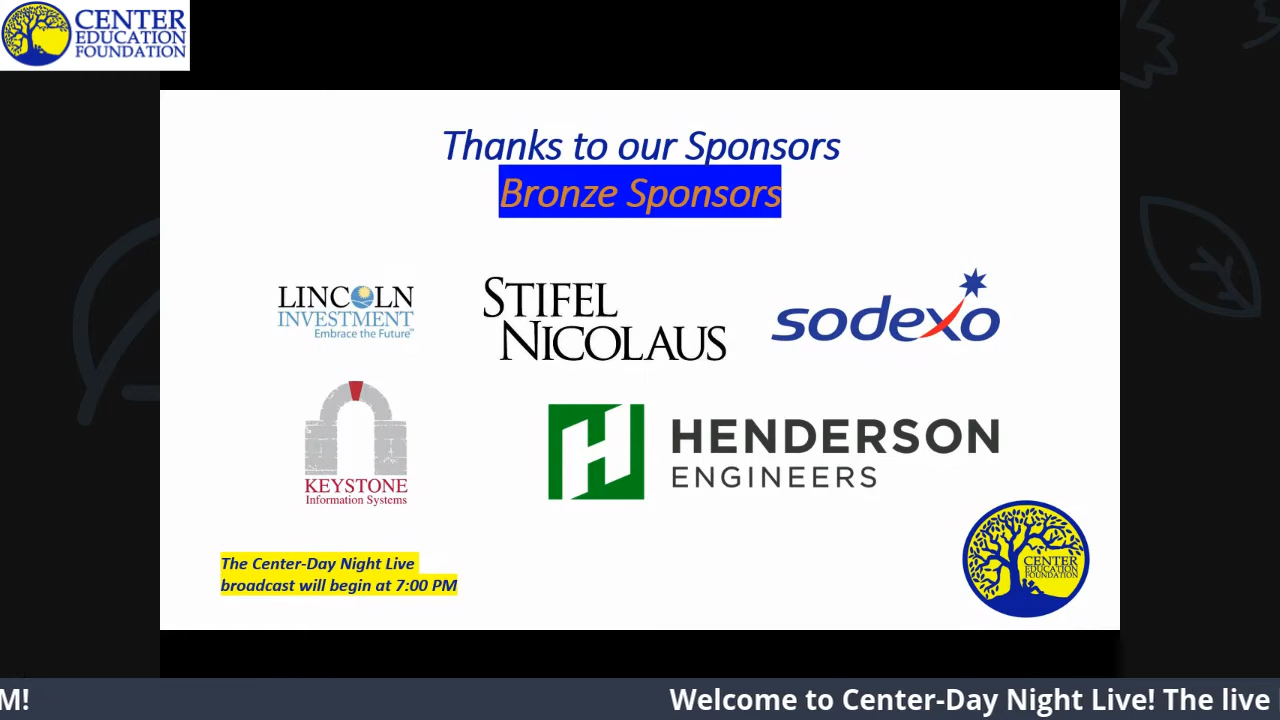 CENTER
EDUCATION
FOUNDATION
Thanks to our Sponsors
Bronze Sponsors
LINCOLN
INVESTMENT
Embrace the Future™
STIFEL
NICOLAUS
sodexo
KEYSTONE
Information Systems
HENDERSON
ENGINEERS
The Center-Day Night Live
broadcast will begin at 7:00 PM
CENTER
EDUCATION
FOUNDATION
M! Welcome to Center-Day Night Live! The live